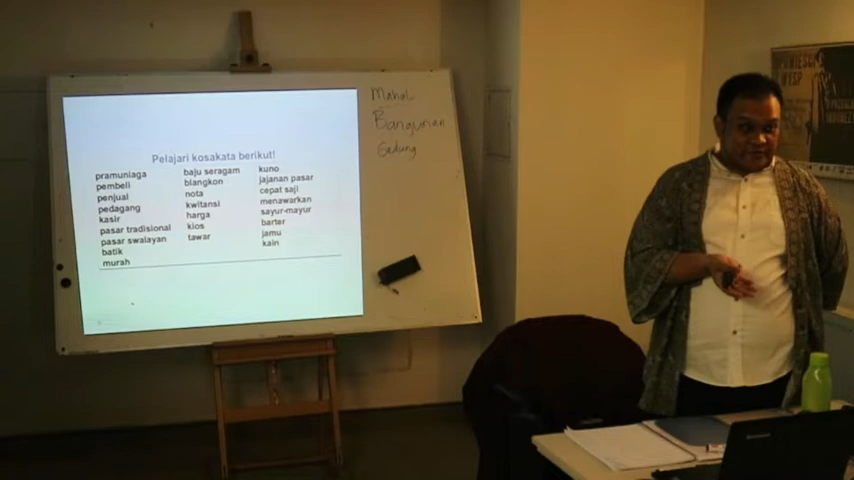 Pelajari kosakata berikut!
pramuniaga
pembeli
penjual
pedagang
kasir
pasar tradisional
pasar swalayan
batik
murah
baju seragam
blangkon
nota
kwitansi
harga
kios
tawar
kuno
jajanan pasar
cepat saji
menawarkan
sayur-mayur
barter
jamu
kain
Mahal
Bangunan
Gedung